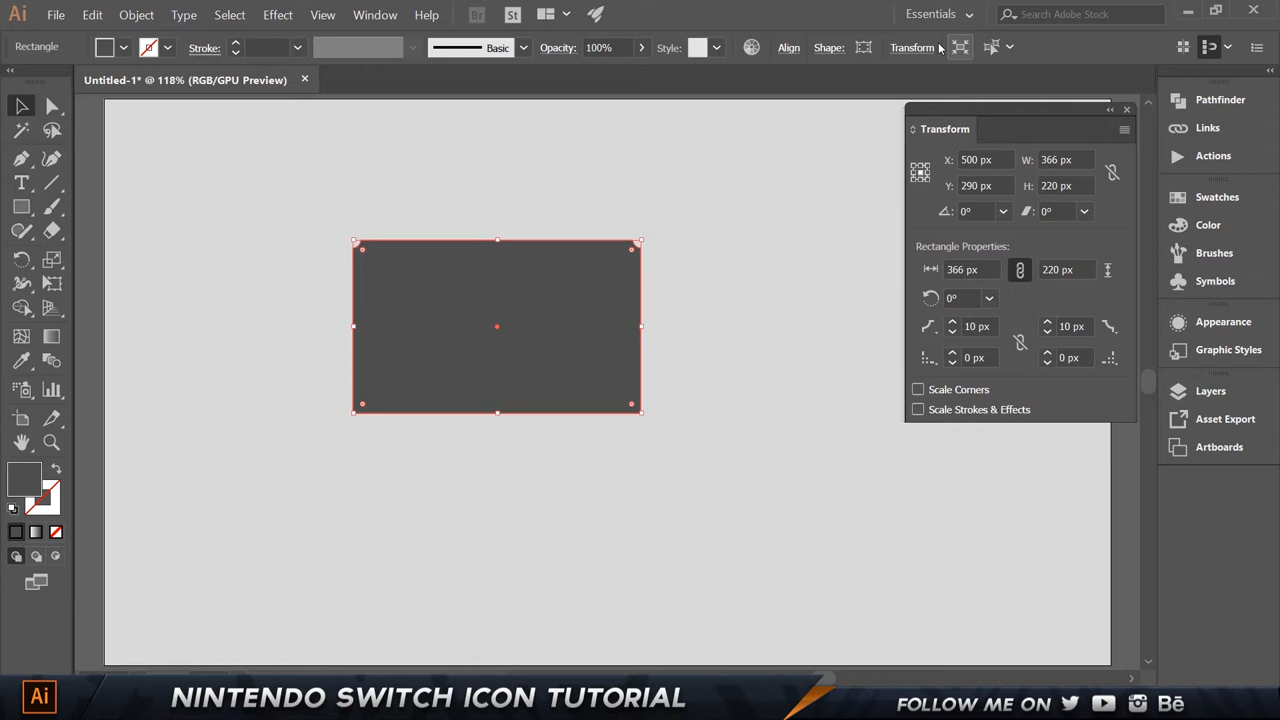 Ai File Edit Object Type Select Effect View Window Help Br St Essentials Search Adobe Stock
Rectangle Stroke: Basic Opacity: 100% Style: Align Shape: Transform
Untitled-1* @ 118% (RGB/GPU Preview)
Transform
X: 500 px W: 366 px
Y: 290 px H: 220 px
0° 0°
Rectangle Properties:
366 px 220 px
0°
10 px 10 px
0 px 0 px
Scale Corners
Scale Strokes & Effects
Pathfinder
Links
Actions
Swatches
Color
Brushes
Symbols
Appearance
Graphic Styles
Layers
Asset Export
Artboards
Ai NINTENDO SWITCH ICON TUTORIAL FOLLOW ME ON Bē